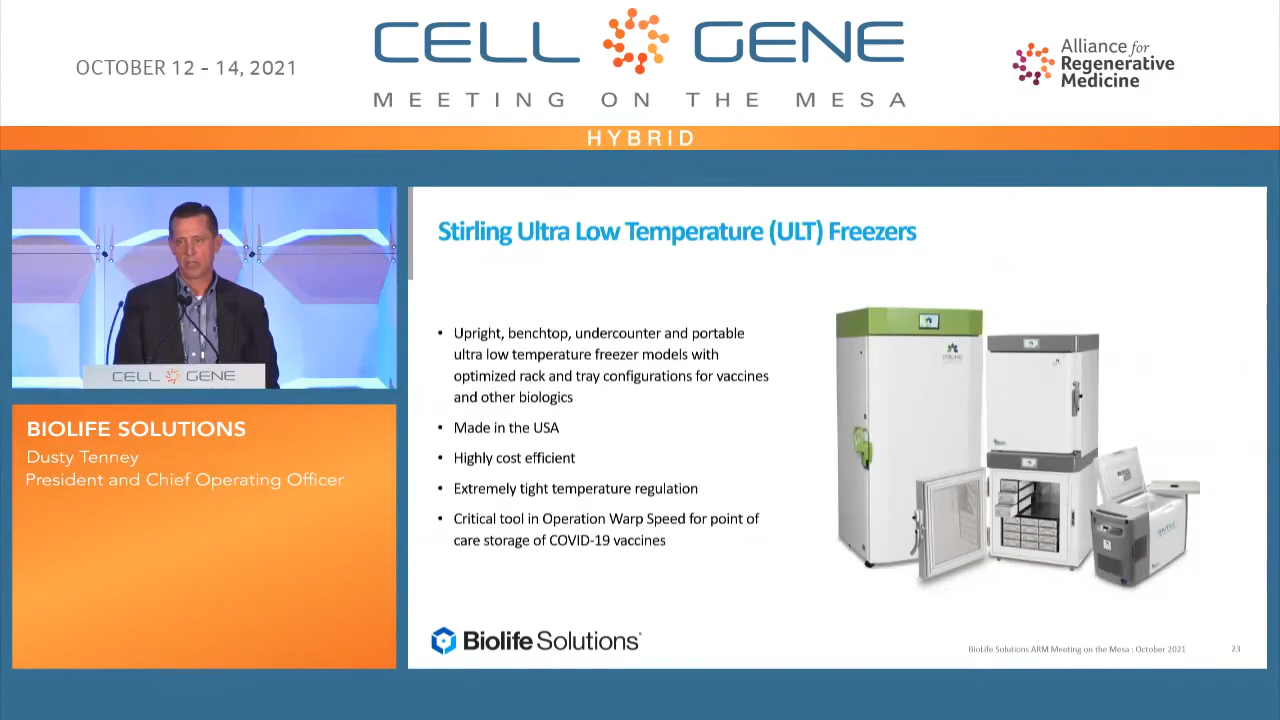 OCTOBER 12 - 14, 2021
CELL GENE
MEETING ON THE MESA
Alliance for
Regenerative
Medicine
HYBRID
CELL GENE
BIOLIFE SOLUTIONS
Dusty Tenney
President and Chief Operating Officer
Stirling Ultra Low Temperature (ULT) Freezers
• Upright, benchtop, undercounter and portable
ultra low temperature freezer models with
optimized rack and tray configurations for vaccines
and other biologics
• Made in the USA
• Highly cost efficient
• Extremely tight temperature regulation
• Critical tool in Operation Warp Speed for point of
care storage of COVID-19 vaccines
STIRLING
Biolife Solutions
BioLife Solutions ARM Meeting on the Mesa : October 2021
23